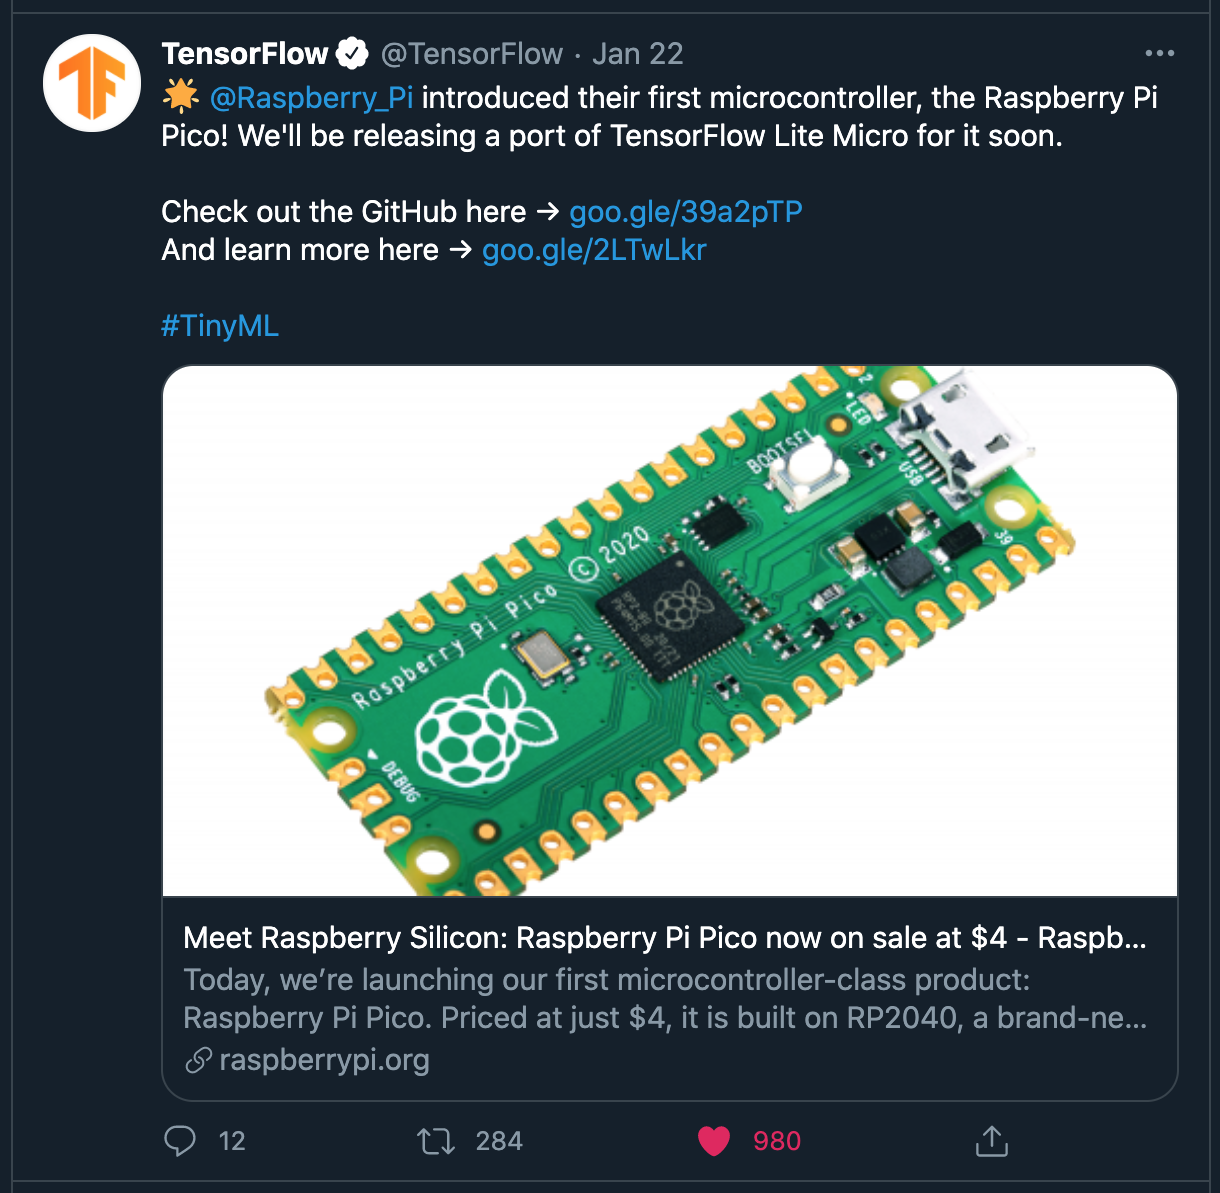 TensorFlow @TensorFlow · Jan 22
🌟 @Raspberry_Pi introduced their first microcontroller, the Raspberry Pi
Pico! We'll be releasing a port of TensorFlow Lite Micro for it soon.
Check out the GitHub here → goo.gle/39a2pTP
And learn more here → goo.gle/2LTwLkr
#TinyML
2
LED
BOOTSEL
USB
39
Raspberry Pi Pico © 2020
DEBUG
Meet Raspberry Silicon: Raspberry Pi Pico now on sale at $4 - Raspb...
Today, we’re launching our first microcontroller-class product:
Raspberry Pi Pico. Priced at just $4, it is built on RP2040, a brand-ne...
raspberrypi.org
12 284 980